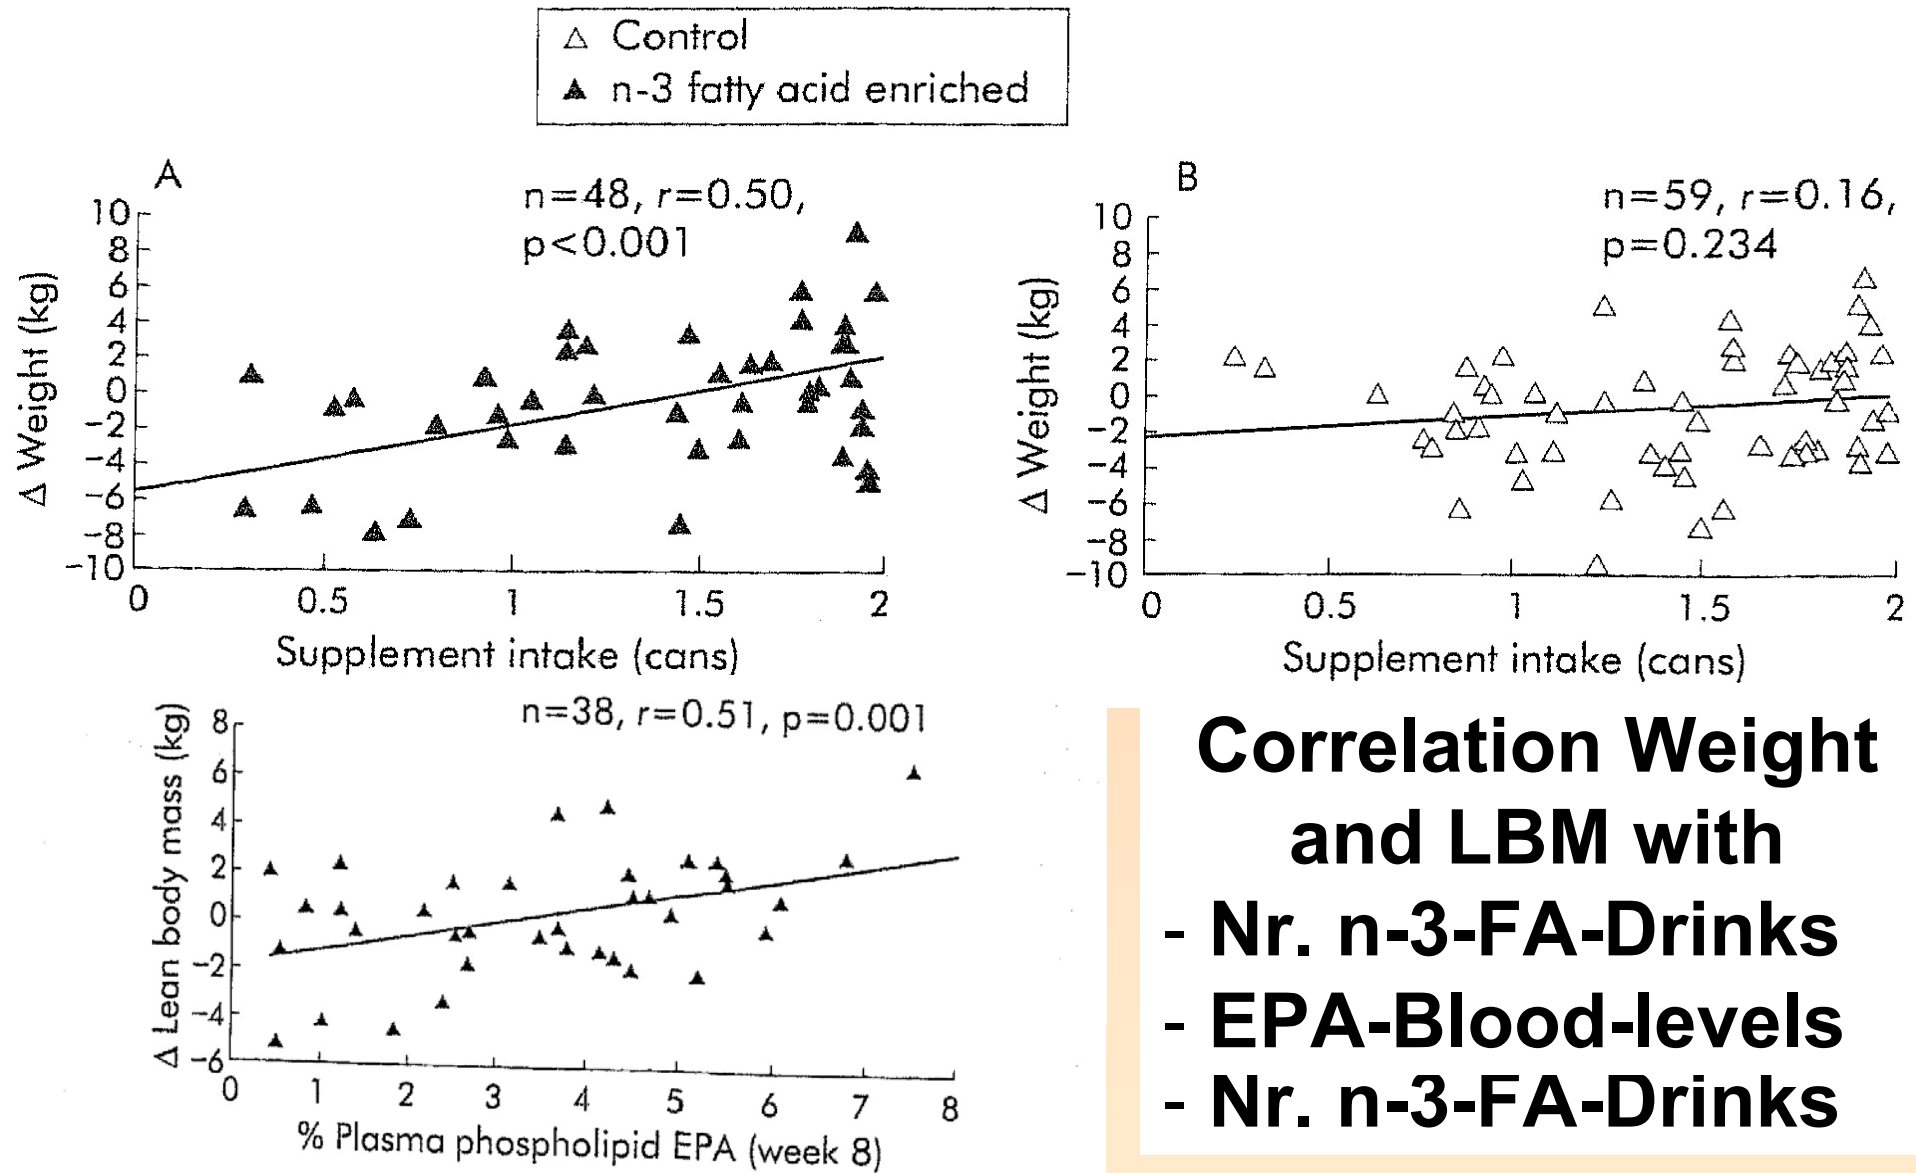 △ Control
▲ n-3 fatty acid enriched
A
n=48, r=0.50,
p<0.001
10
8
6
4
2
0
−2
−4
−6
−8
−10
Δ Weight (kg)
0 0.5 1 1.5 2
Supplement intake (cans)
B
n=59, r=0.16,
p=0.234
10
8
6
4
2
0
−2
−4
−6
−8
−10
Δ Weight (kg)
0 0.5 1 1.5 2
Supplement intake (cans)
n=38, r=0.51, p=0.001
8
6
4
2
0
−2
−4
−6
Δ Lean body mass (kg)
0 1 2 3 4 5 6 7 8
% Plasma phospholipid EPA (week 8)
Correlation Weight
and LBM with
- Nr. n-3-FA-Drinks
- EPA-Blood-levels
- Nr. n-3-FA-Drinks